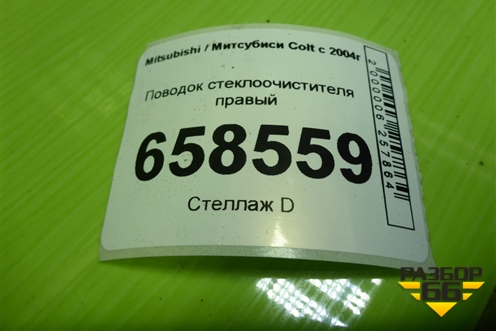 Mitsubishi / Митсубиси Colt с 2004г
Поводок стеклоочистителя
правый
658559
Стеллаж D
2000006257864
РАЗБОР
66